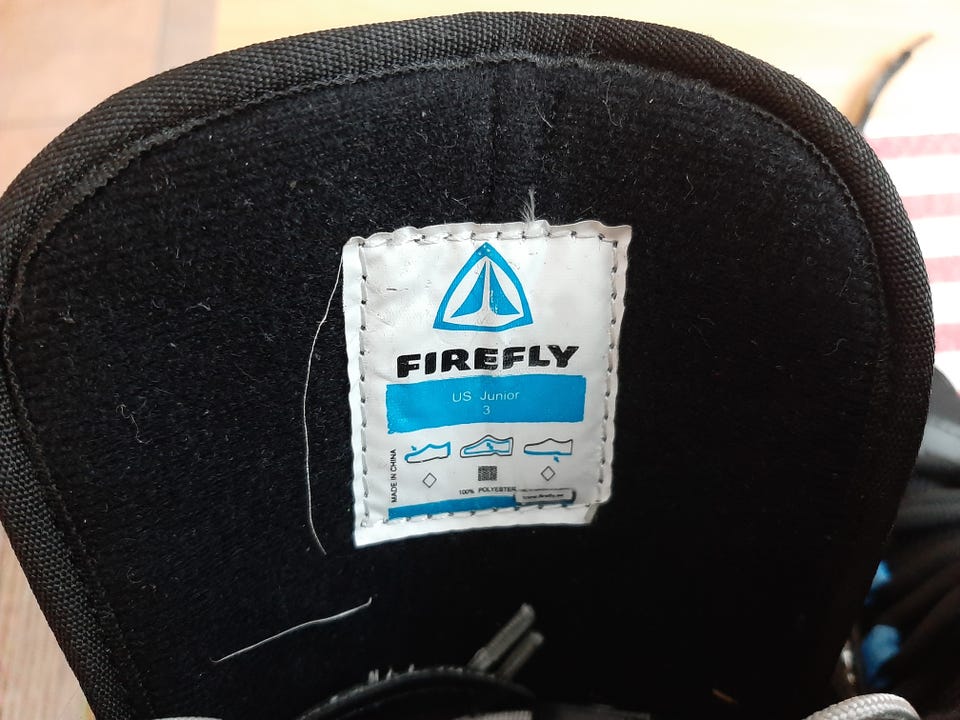 FIREFLY
US Junior
3
MADE IN CHINA
100% POLYESTER